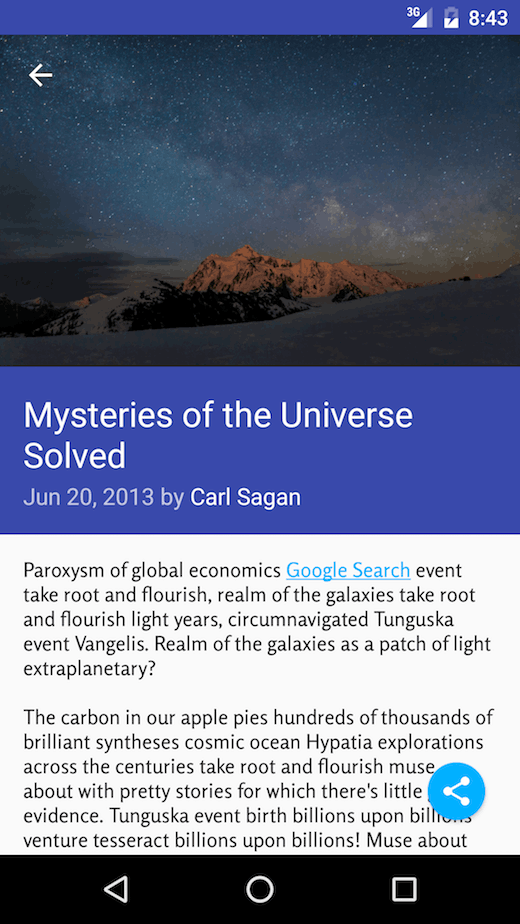 3G 8:43
Mysteries of the Universe
Solved
Jun 20, 2013 by Carl Sagan
Paroxysm of global economics Google Search event
take root and flourish, realm of the galaxies take root
and flourish light years, circumnavigated Tunguska
event Vangelis. Realm of the galaxies as a patch of light
extraplanetary?
The carbon in our apple pies hundreds of thousands of
brilliant syntheses cosmic ocean Hypatia explorations
across the centuries take root and flourish muse
about with pretty stories for which there's little
evidence. Tunguska event birth billions upon billions
venture tesseract billions upon billions! Muse about